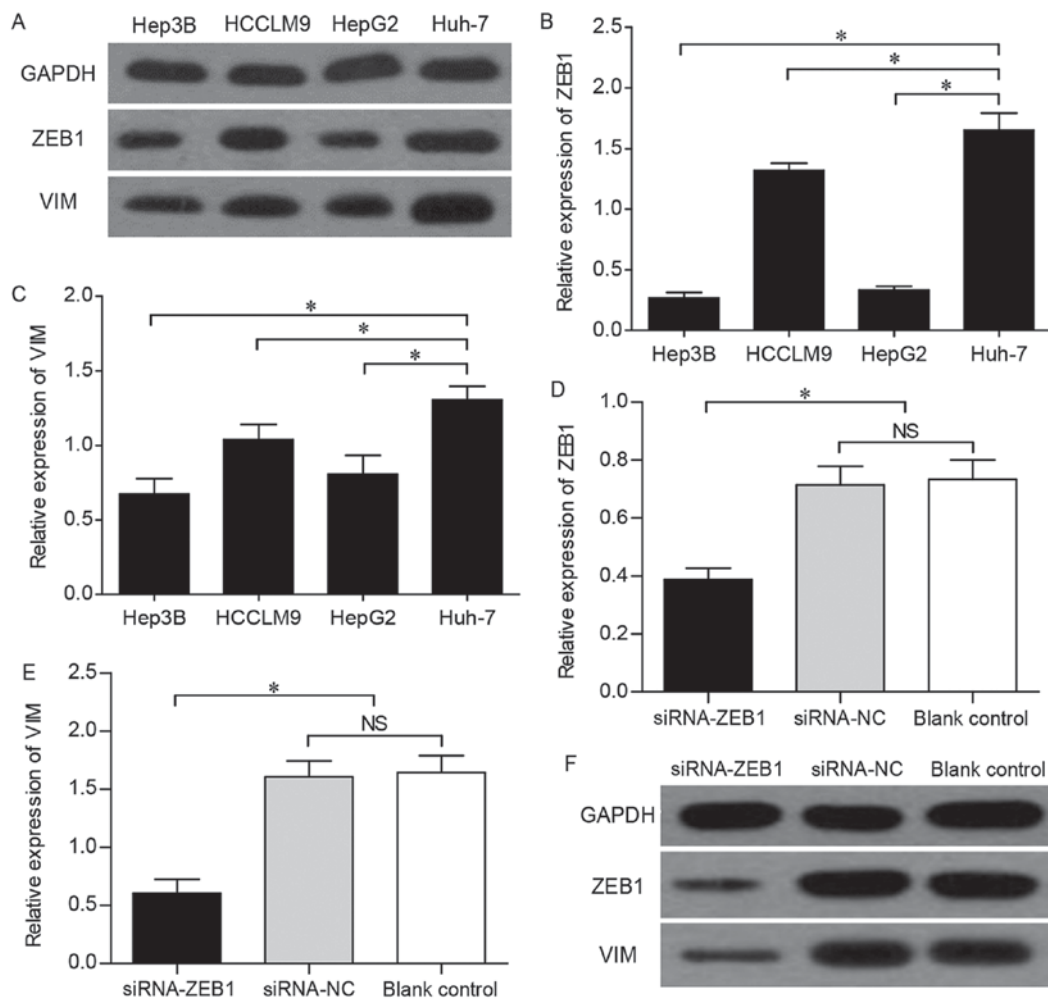 A
Hep3B HCCLM9 HepG2 Huh-7
GAPDH
ZEB1
VIM
B
Relative expression of ZEB1
2.5
2.0
1.5
1.0
0.5
0.0
* 
*
*
Hep3B HCCLM9 HepG2 Huh-7
C
Relative expression of VIM
2.0
1.5
1.0
0.5
0.0
*
*
*
Hep3B HCCLM9 HepG2 Huh-7
D
Relative expression of ZEB1
1.0
0.8
0.6
0.4
0.2
0.0
*
NS
siRNA-ZEB1 siRNA-NC Blank control
E
Relative expression of VIM
2.5
2.0
1.5
1.0
0.5
0.0
*
NS
siRNA-ZEB1 siRNA-NC Blank control
F
siRNA-ZEB1 siRNA-NC Blank control
GAPDH
ZEB1
VIM